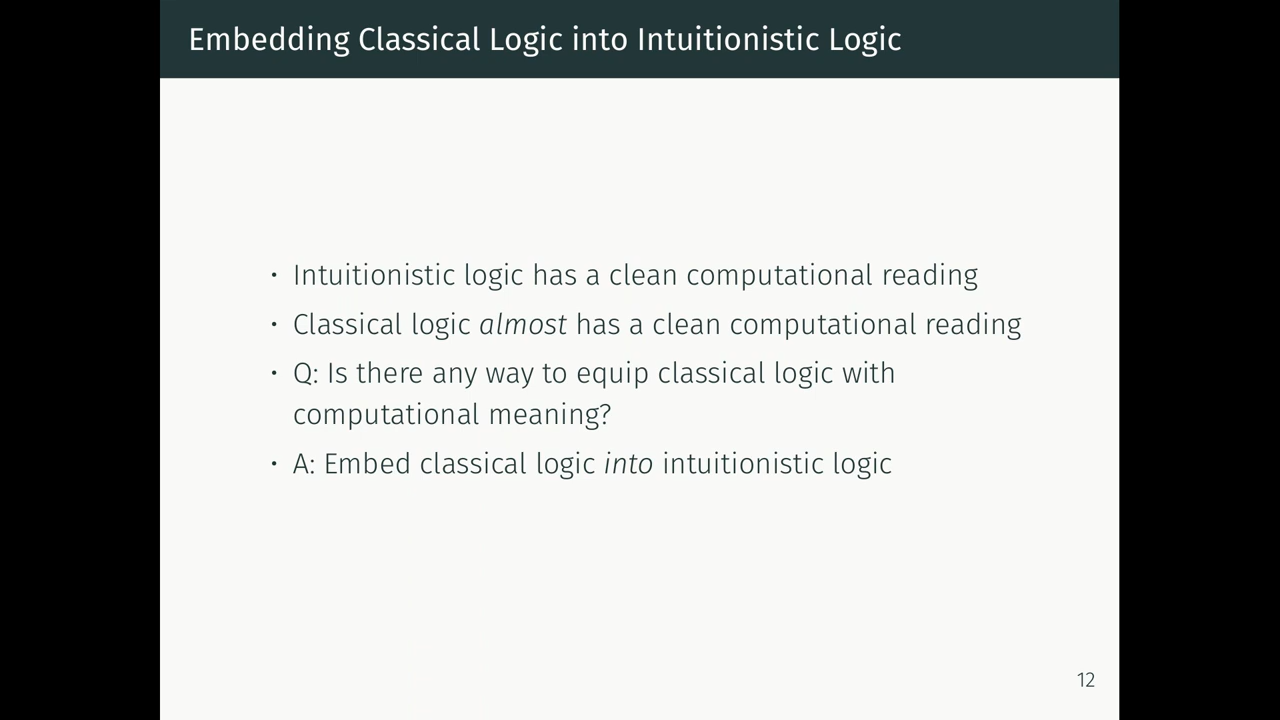 Embedding Classical Logic into Intuitionistic Logic
• Intuitionistic logic has a clean computational reading
• Classical logic almost has a clean computational reading
• Q: Is there any way to equip classical logic with
computational meaning?
• A: Embed classical logic into intuitionistic logic
12